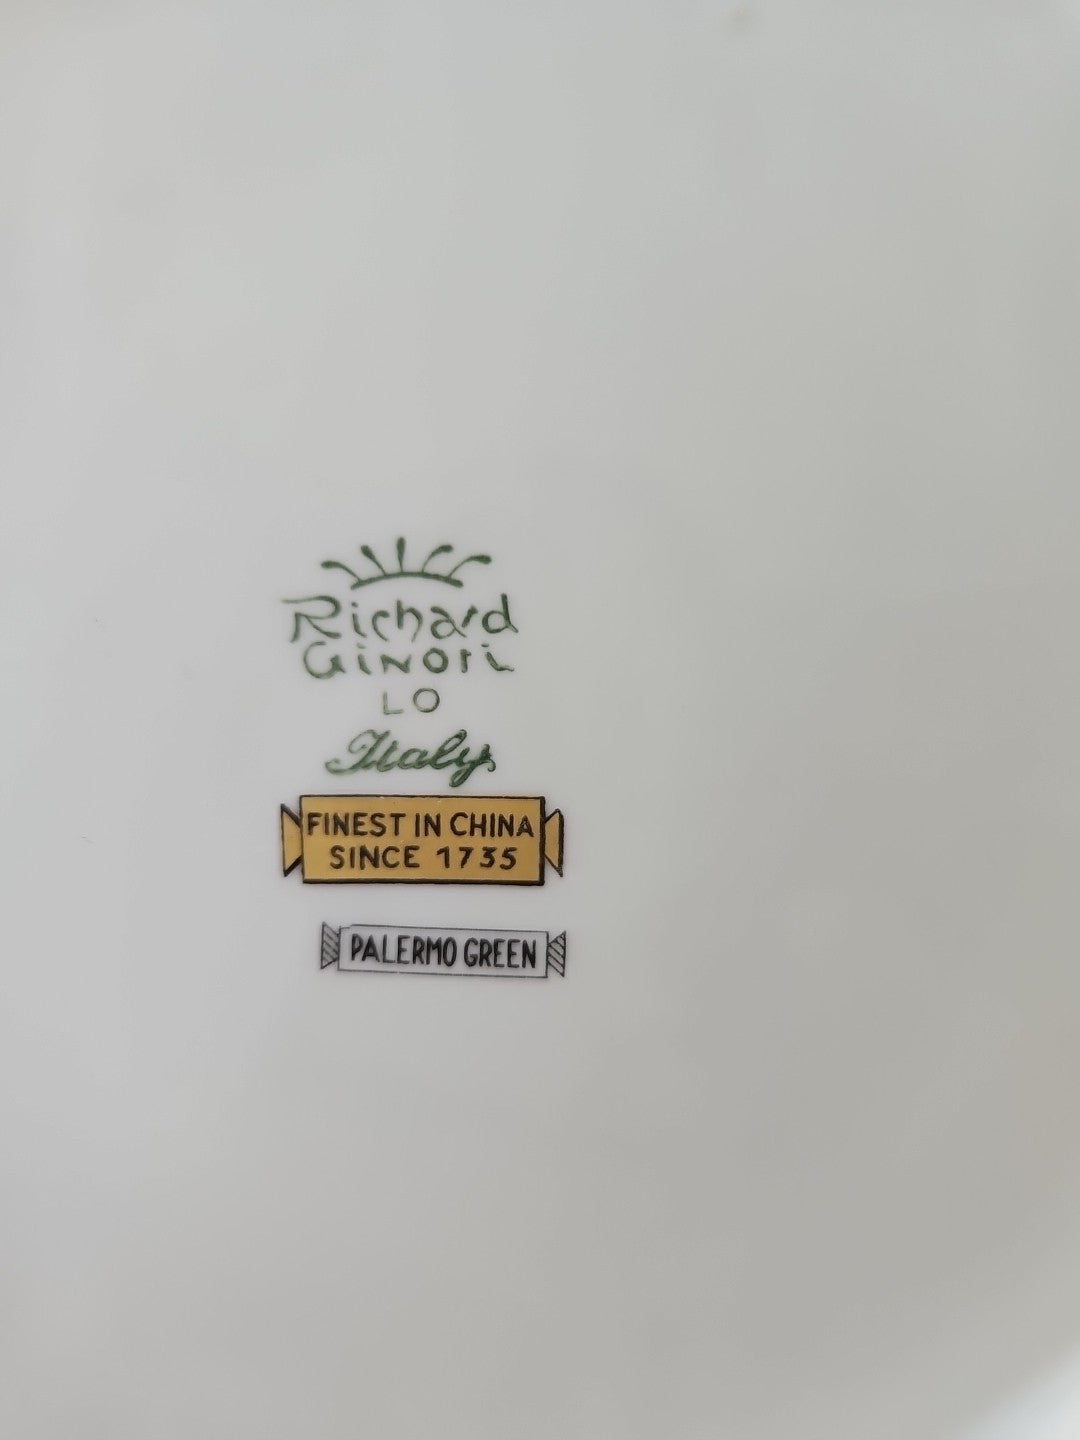 Richard
GiNori
LO
Italy
FINEST IN CHINA
SINCE 1735
PALERMO GREEN